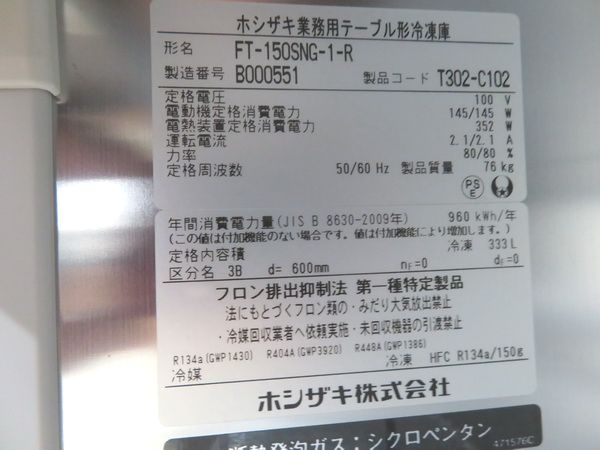 ホシザキ業務用テーブル形冷凍庫
形名 FT-150SNG-1-R
製造番号 B000551 製品コード T302-C102
定格電圧 100 V
電動機定格消費電力 145/145 W
電熱装置定格消費電力 352 W
運転電流 2.1/2.1 A
力率 80/80 %
定格周波数 50/60 Hz 製品質量 76 kg
PSE
年間消費電力量(JIS B 8630-2009年) 960 kWh/年
(この値は付加機能のない場合です。付加機能により増加します。)
定格内容積 冷凍 333 L
区分名 3B d= 600mm nF=0 dF=0
フロン排出抑制法 第一種特定製品
法にもとづくフロン類の・みだり大気放出禁止
・冷媒回収業者へ依頼実施・未回収機器の引渡禁止
R134a(GWP1430) R404A(GWP3920) R448A(GWP1386)
冷媒 冷凍 HFC R134a/150g
ホシザキ株式会社
断熱発泡ガス：シクロペンタン
471576C